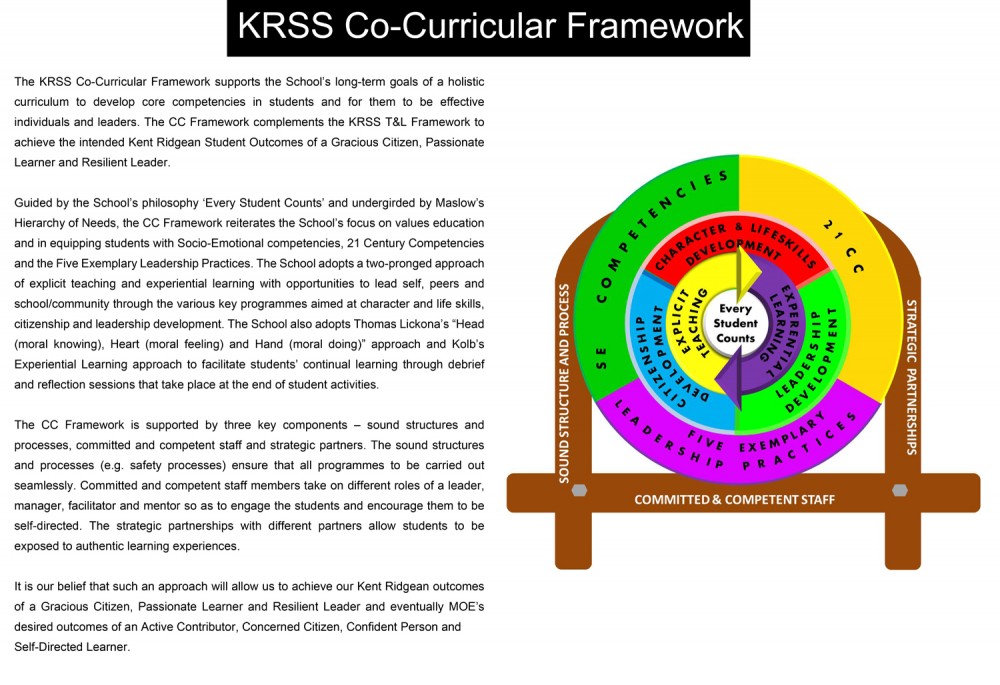 KRSS Co-Curricular Framework
The KRSS Co-Curricular Framework supports the School’s long-term goals of a holistic
curriculum to develop core competencies in students and for them to be effective
individuals and leaders. The CC Framework complements the KRSS T&L Framework to
achieve the intended Kent Ridgean Student Outcomes of a Gracious Citizen, Passionate
Learner and Resilient Leader.
Guided by the School’s philosophy ‘Every Student Counts’ and undergirded by Maslow’s
Hierarchy of Needs, the CC Framework reiterates the School’s focus on values education
and in equipping students with Socio-Emotional competencies, 21 Century Competencies
and the Five Exemplary Leadership Practices. The School adopts a two-pronged approach
of explicit teaching and experiential learning with opportunities to lead self, peers and
school/community through the various key programmes aimed at character and life skills,
citizenship and leadership development. The School also adopts Thomas Lickona’s “Head
(moral knowing), Heart (moral feeling) and Hand (moral doing)” approach and Kolb’s
Experiential Learning approach to facilitate students’ continual learning through debrief
and reflection sessions that take place at the end of student activities.
The CC Framework is supported by three key components – sound structures and
processes, committed and competent staff and strategic partners. The sound structures
and processes (e.g. safety processes) ensure that all programmes to be carried out
seamlessly. Committed and competent staff members take on different roles of a leader,
manager, facilitator and mentor so as to engage the students and encourage them to be
self-directed. The strategic partnerships with different partners allow students to be
exposed to authentic learning experiences.
It is our belief that such an approach will allow us to achieve our Kent Ridgean outcomes
of a Gracious Citizen, Passionate Learner and Resilient Leader and eventually MOE’s
desired outcomes of an Active Contributor, Concerned Citizen, Confident Person and
Self-Directed Learner.
SE COMPETENCIES
21 CC
FIVE EXEMPLARY
LEADERSHIP PRACTICES
CHARACTER & LIFESKILLS
DEVELOPMENT
CITIZENSHIP
DEVELOPMENT
LEADERSHIP
DEVELOPMENT
EXPLICIT
TEACHING
EXPERENTIAL
LEARNING
Every
Student
Counts
SOUND STRUCTURE AND PROCESS
STRATEGIC PARTNERSHIPS
COMMITTED & COMPETENT STAFF